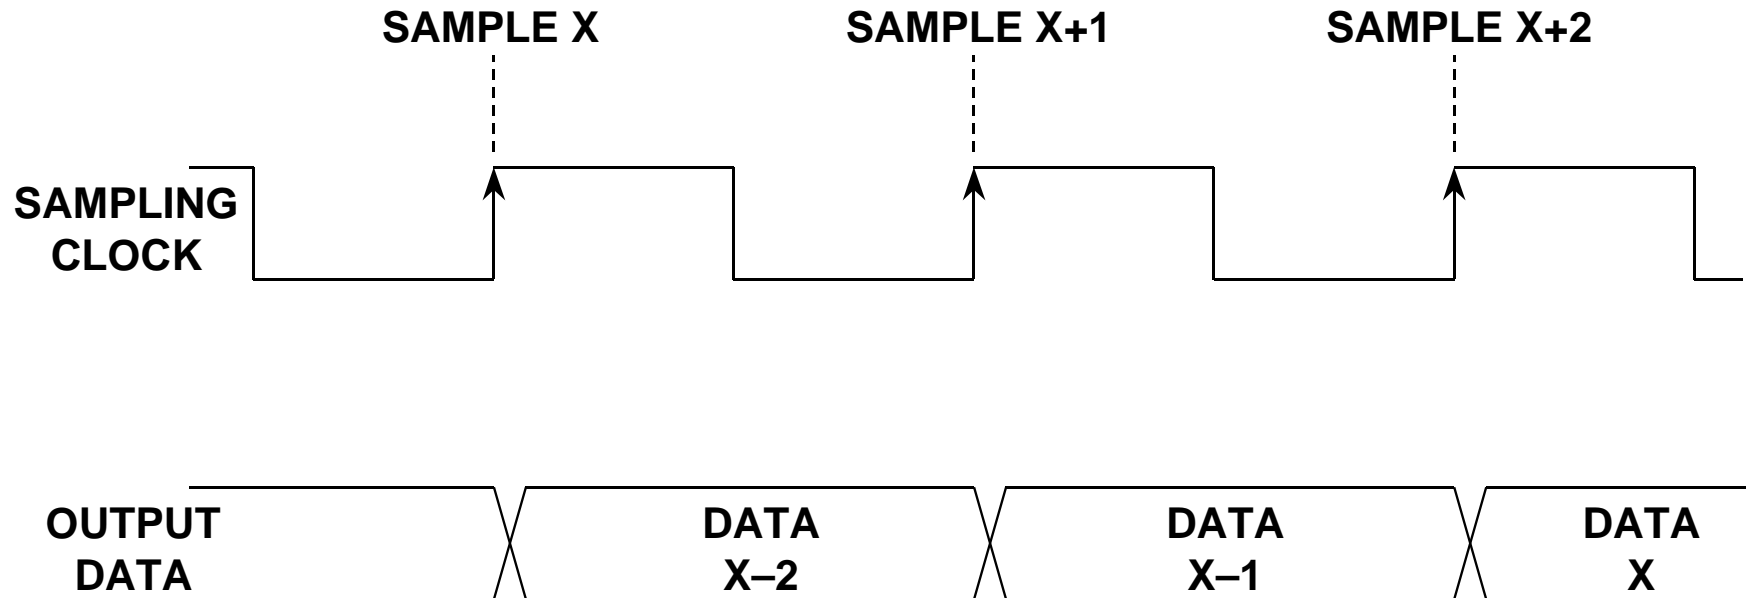 SAMPLE X
SAMPLE X+1
SAMPLE X+2
SAMPLING
CLOCK
OUTPUT
DATA
DATA
X–2
DATA
X–1
DATA
X